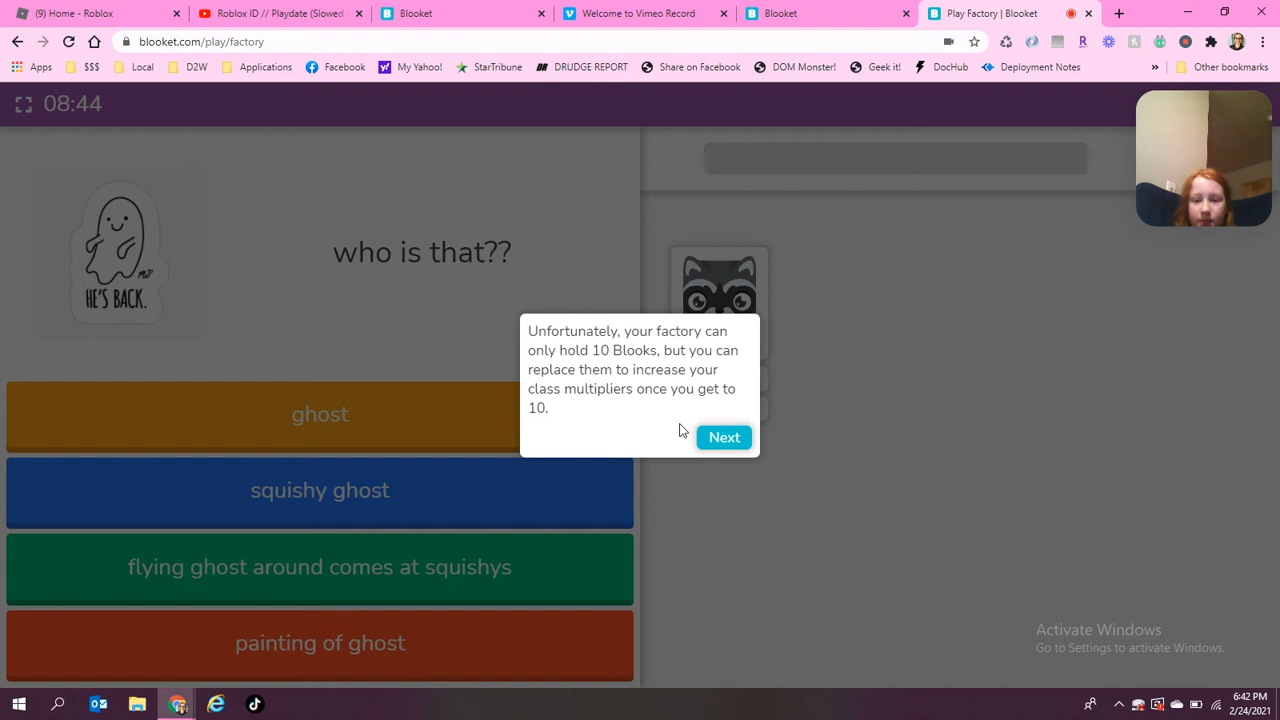 (9) Home - Roblox
Roblox ID // Playdate (Slowed
Blooket
Welcome to Vimeo Record
Blooket
Play Factory | Blooket
blooket.com/play/factory
Apps
$$$
Local
D2W
Applications
Facebook
My Yahoo!
StarTribune
DRUDGE REPORT
Share on Facebook
DOM Monster!
Geek it!
DocHub
Deployment Notes
»
Other bookmarks
08:44
HE'S BACK.
who is that??
Unfortunately, your factory can
only hold 10 Blooks, but you can
replace them to increase your
class multipliers once you get to
10.
Next
ghost
squishy ghost
flying ghost around comes at squishys
painting of ghost
Activate Windows
Go to Settings to activate Windows.
6:42 PM
2/24/2021